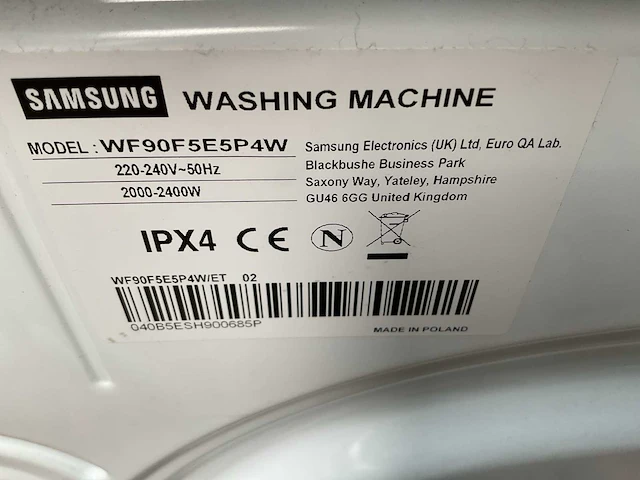 SAMSUNG WASHING MACHINE
MODEL : WF90F5E5P4W
220-240V~50Hz
2000-2400W
Samsung Electronics (UK) Ltd, Euro QA Lab.
Blackbushe Business Park
Saxony Way, Yateley, Hampshire
GU46 6GG United Kingdom
IPX4 CE N
WF90F5E5P4W/ET 02
040B5ESH900685P
MADE IN POLAND